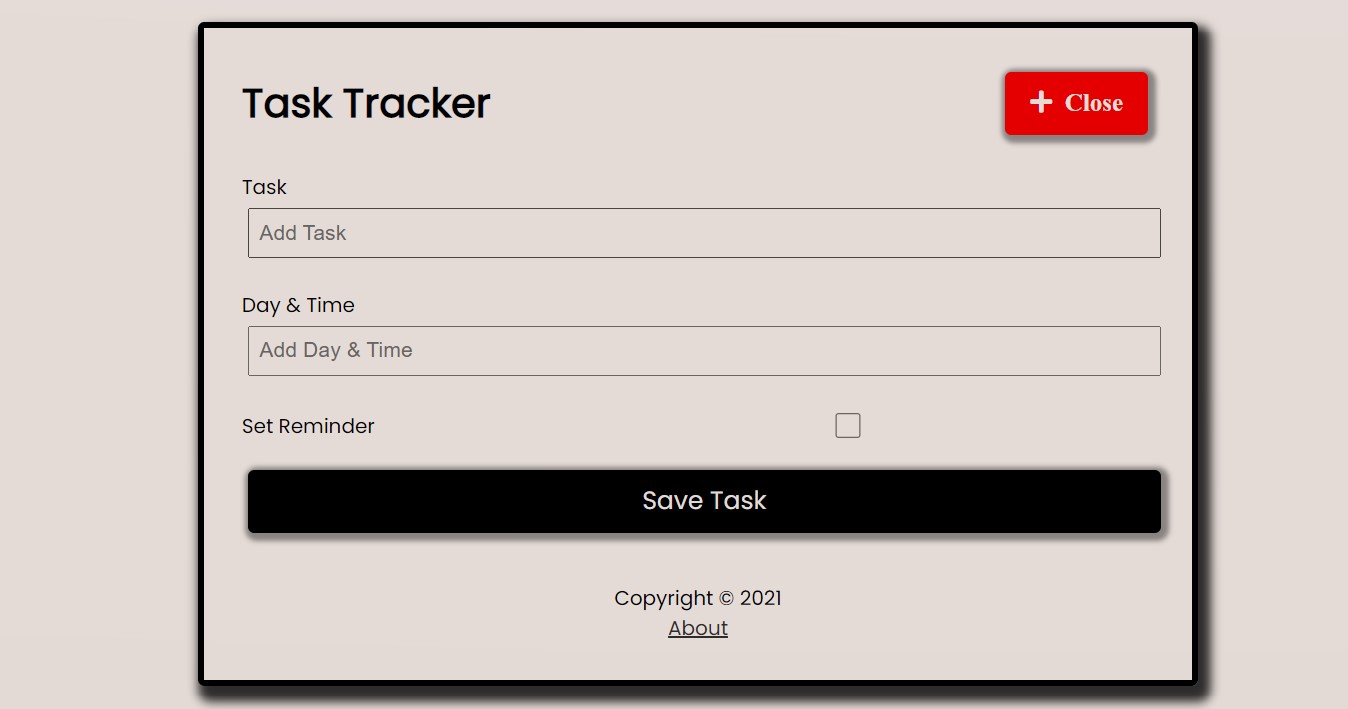 Task Tracker
Close
Task
Add Task
Day & Time
Add Day & Time
Set Reminder
Save Task
Copyright © 2021
About